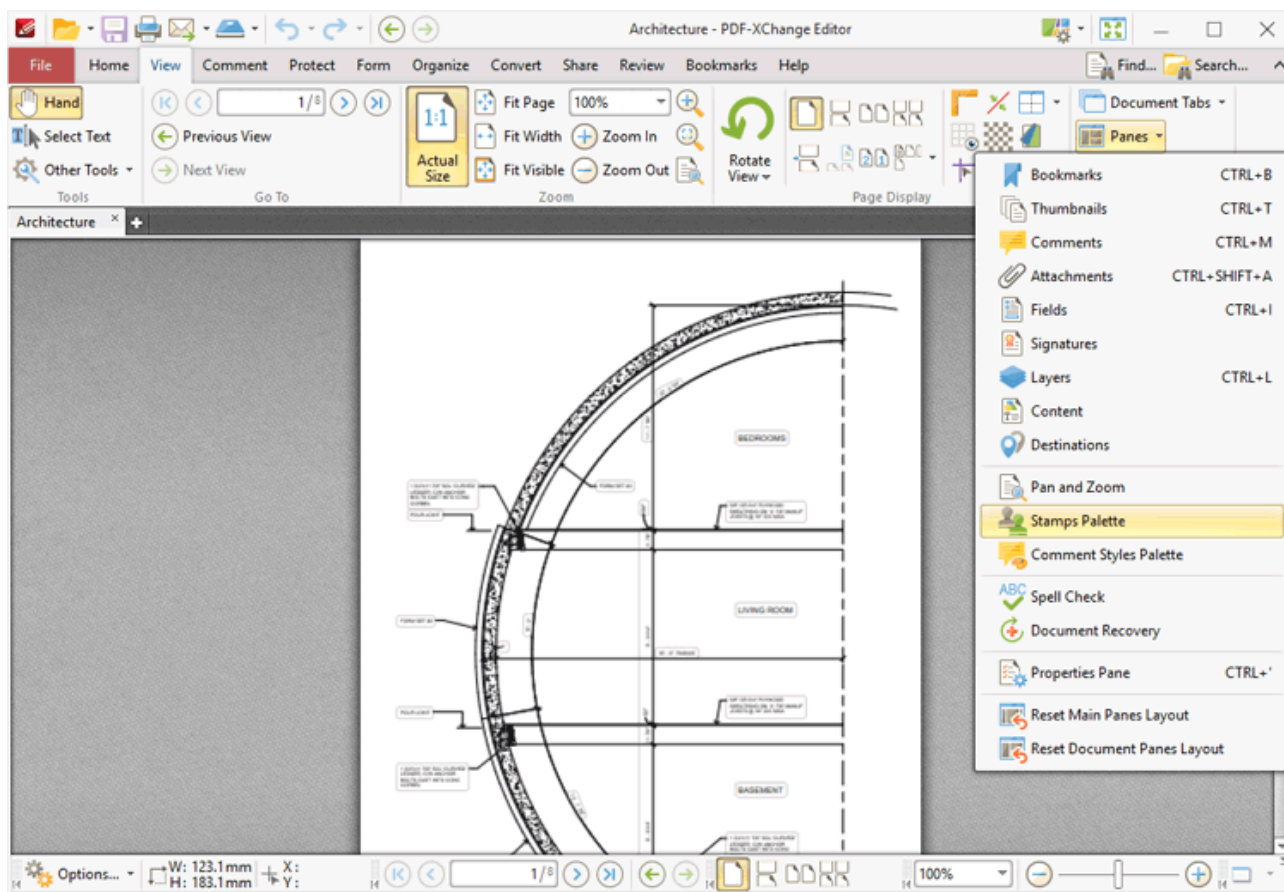 Architecture - PDF-XChange Editor
File Home View Comment Protect Form Organize Convert Share Review Bookmarks Help Find... Search...
Hand 1/8 1:1 Fit Page 100% Document Tabs
Select Text Previous View Fit Width Zoom In Panes
Other Tools Next View Actual Size Fit Visible Zoom Out Rotate View
Tools Go To Zoom Page Display
Architecture
Bookmarks CTRL+B
Thumbnails CTRL+T
Comments CTRL+M
Attachments CTRL+SHIFT+A
Fields CTRL+I
Signatures
Layers CTRL+L
Content
Destinations
Pan and Zoom
Stamps Palette
Comment Styles Palette
ABC Spell Check
Document Recovery
Properties Pane CTRL+'
Reset Main Panes Layout
Reset Document Panes Layout
BEDROOMS
LIVING ROOM
BASEMENT
Options... W: 123.1mm X: 1/8 100%
H: 183.1mm Y: